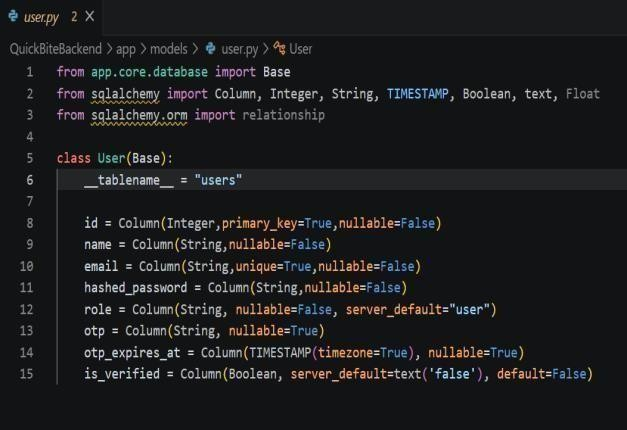 user.py 2 ×
QuickBiteBackend > app > models > user.py > User
1 from app.core.database import Base
2 from sqlalchemy import Column, Integer, String, TIMESTAMP, Boolean, text, Float
3 from sqlalchemy.orm import relationship
4
5 class User(Base):
6     __tablename__ = "users"
7
8     id = Column(Integer,primary_key=True,nullable=False)
9     name = Column(String,nullable=False)
10     email = Column(String,unique=True,nullable=False)
11     hashed_password = Column(String,nullable=False)
12     role = Column(String, nullable=False, server_default="user")
13     otp = Column(String, nullable=True)
14     otp_expires_at = Column(TIMESTAMP(timezone=True), nullable=True)
15     is_verified = Column(Boolean, server_default=text('false'), default=False)